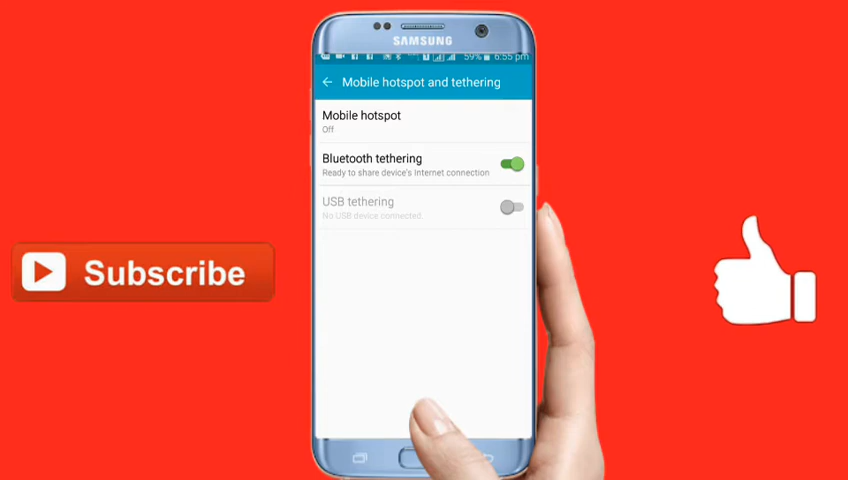 SAMSUNG
59% 6:55 pm
Mobile hotspot and tethering
Mobile hotspot
Off
Bluetooth tethering
Ready to share device's Internet connection
USB tethering
No USB device connected
Subscribe